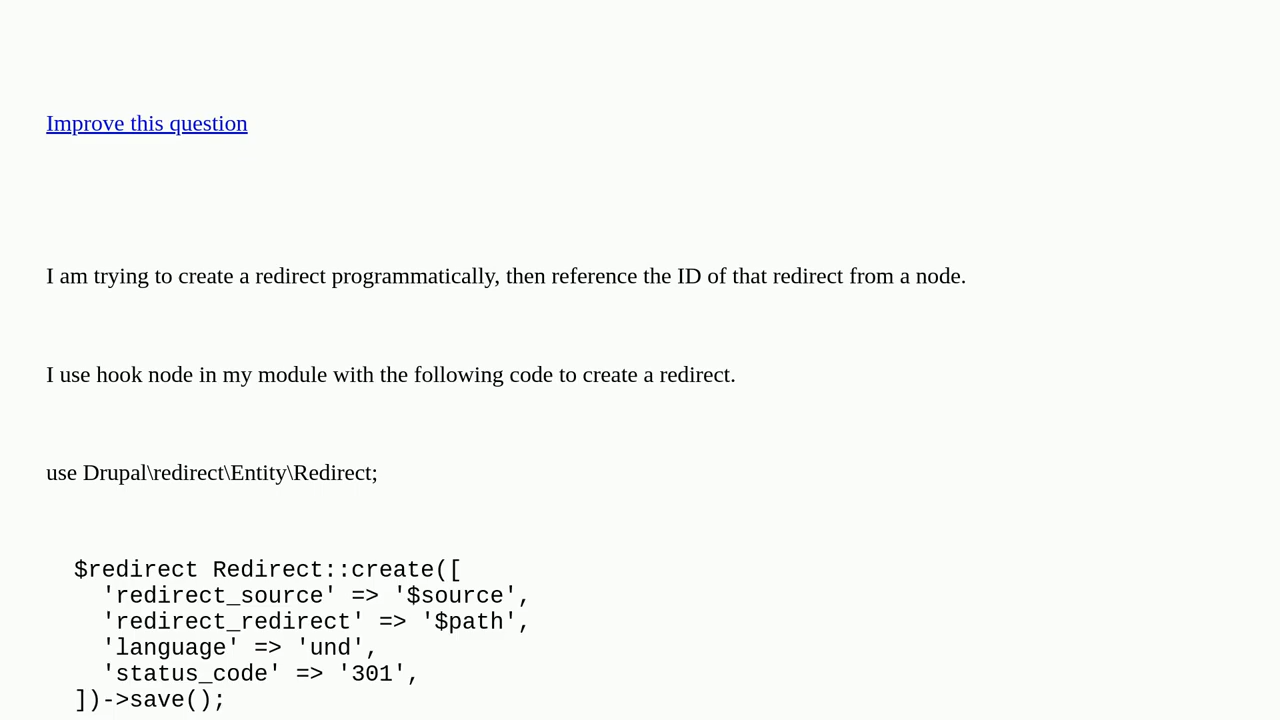 Improve this question
I am trying to create a redirect programmatically, then reference the ID of that redirect from a node.
I use hook node in my module with the following code to create a redirect.
use Drupal\redirect\Entity\Redirect;
$redirect Redirect::create([
  'redirect_source' => '$source',
  'redirect_redirect' => '$path',
  'language' => 'und',
  'status_code' => '301',
])->save();